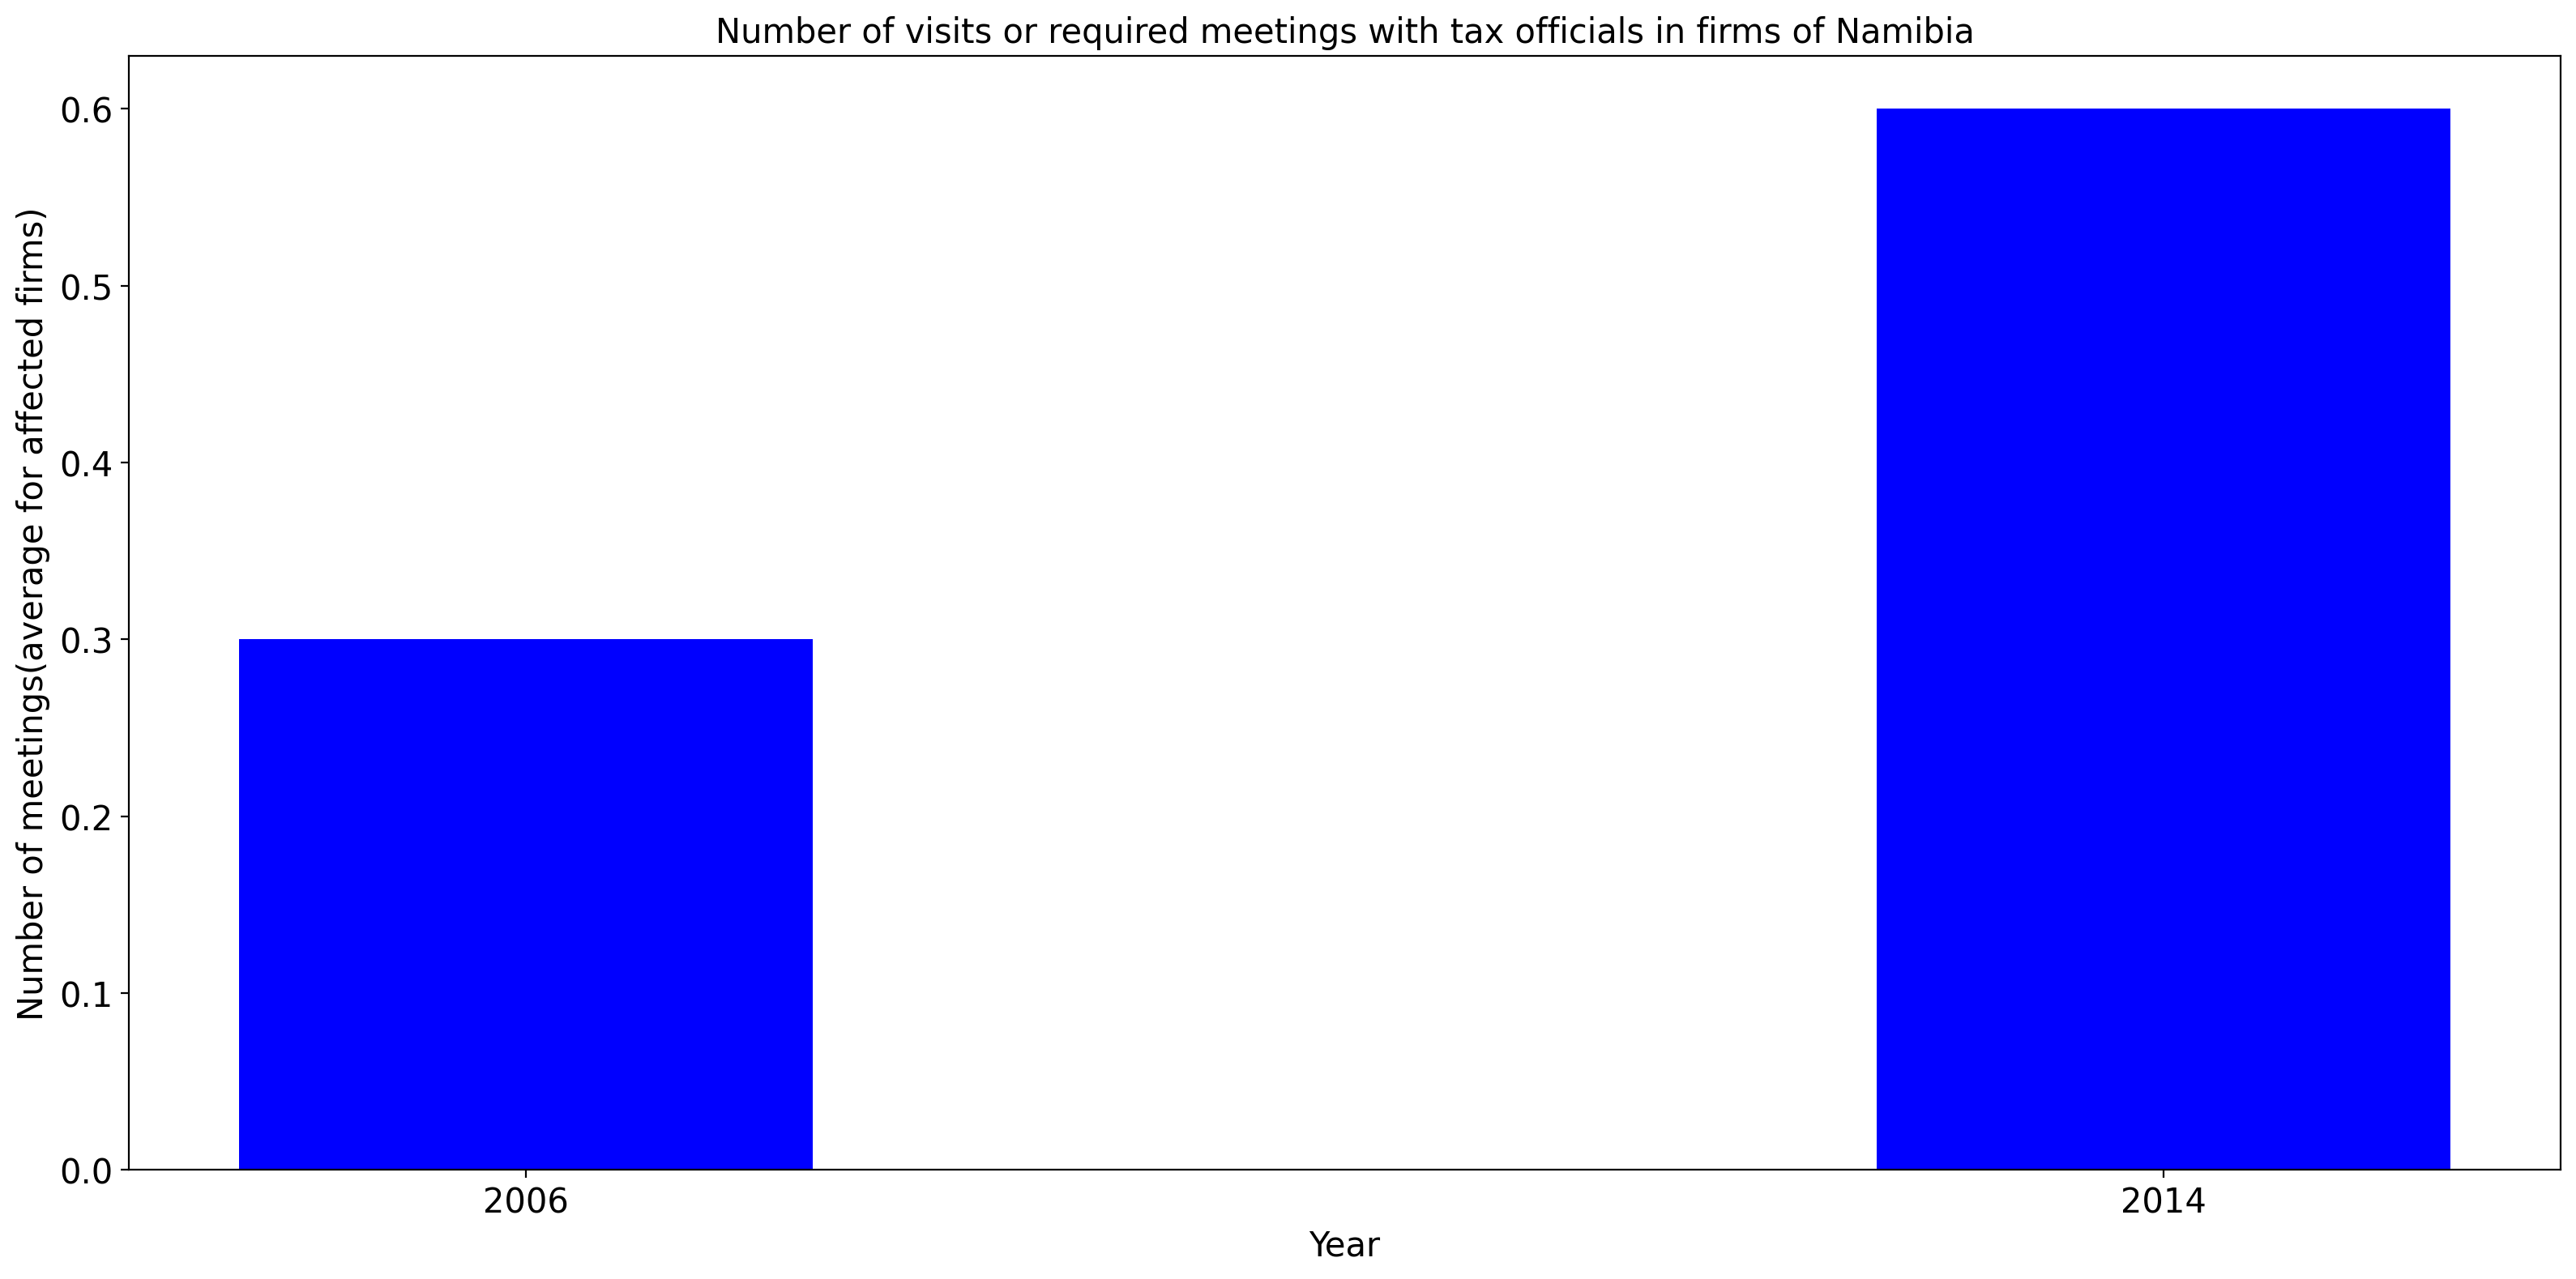 Number of visits or required meetings with tax officials in firms of Namibia
Number of meetings(average for affected firms)
0.6
0.5
0.4
0.3
0.2
0.1
0.0
2006 2014
Year